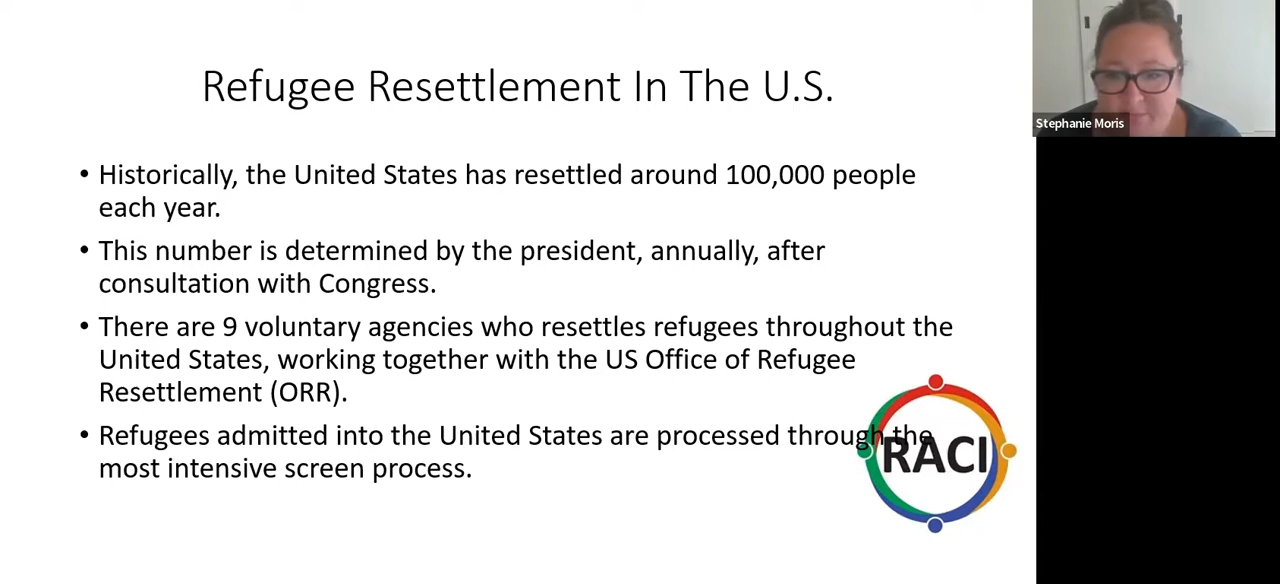 Refugee Resettlement In The U.S.
Stephanie Moris
• Historically, the United States has resettled around 100,000 people
each year.
• This number is determined by the president, annually, after
consultation with Congress.
• There are 9 voluntary agencies who resettles refugees throughout the
United States, working together with the US Office of Refugee
Resettlement (ORR).
• Refugees admitted into the United States are processed through the
most intensive screen process.
RACI